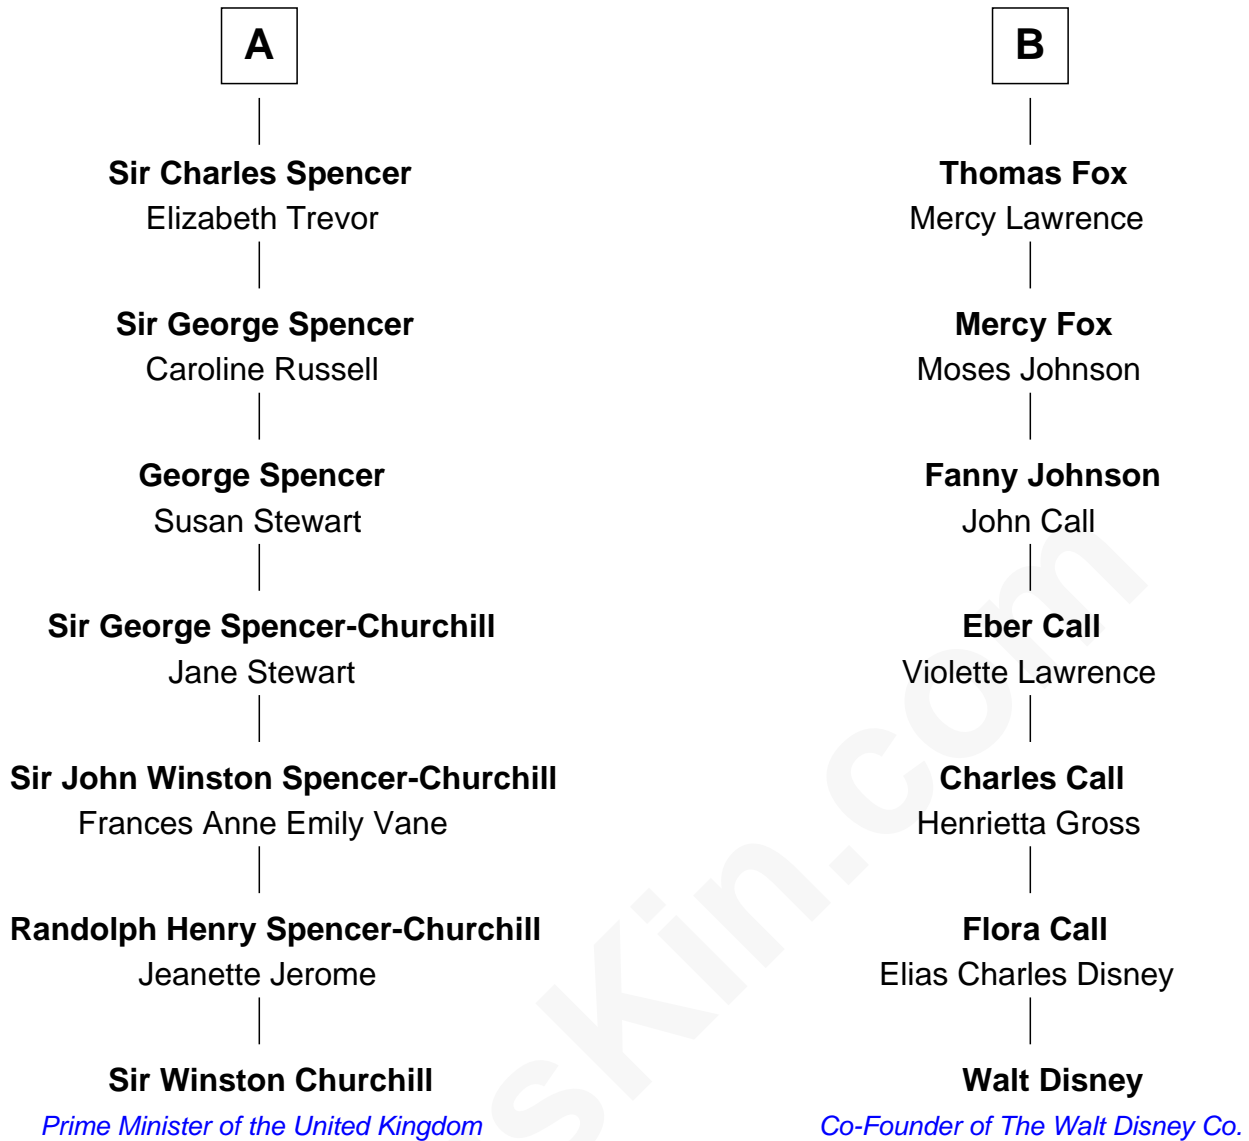 A
Sir Charles Spencer
Elizabeth Trevor
Sir George Spencer
Caroline Russell
George Spencer
Susan Stewart
Sir George Spencer-Churchill
Jane Stewart
Sir John Winston Spencer-Churchill
Frances Anne Emily Vane
Randolph Henry Spencer-Churchill
Jeanette Jerome
Sir Winston Churchill
Prime Minister of the United Kingdom
B
Thomas Fox
Mercy Lawrence
Mercy Fox
Moses Johnson
Fanny Johnson
John Call
Eber Call
Violette Lawrence
Charles Call
Henrietta Gross
Flora Call
Elias Charles Disney
Walt Disney
Co-Founder of The Walt Disney Co.